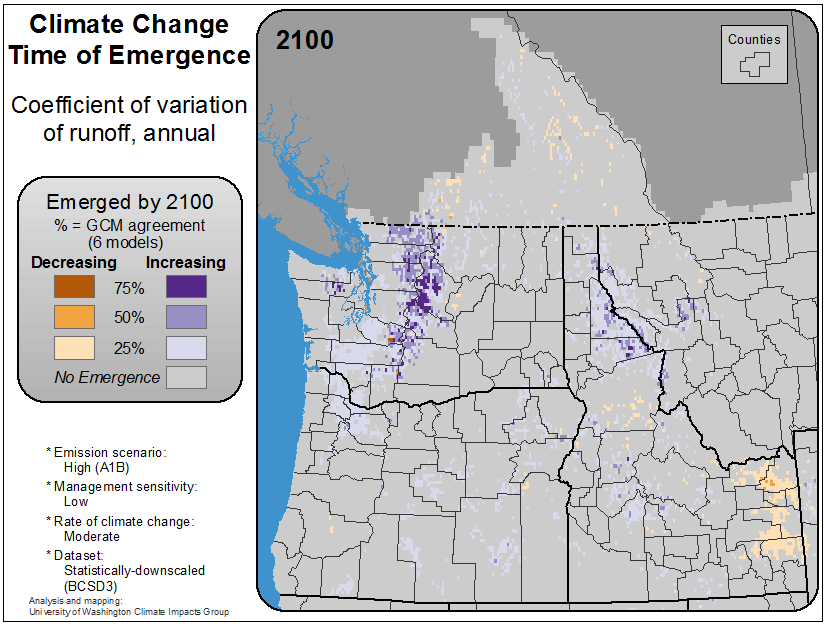 Climate Change
Time of Emergence
Coefficient of variation
of runoff, annual
Emerged by 2100
% = GCM agreement
(6 models)
Decreasing Increasing
75%
50%
25%
No Emergence
* Emission scenario:
High (A1B)
* Management sensitivity:
Low
* Rate of climate change:
Moderate
* Dataset:
Statistically-downscaled
(BCSD3)
Analysis and mapping:
University of Washington Climate Impacts Group
2100
Counties